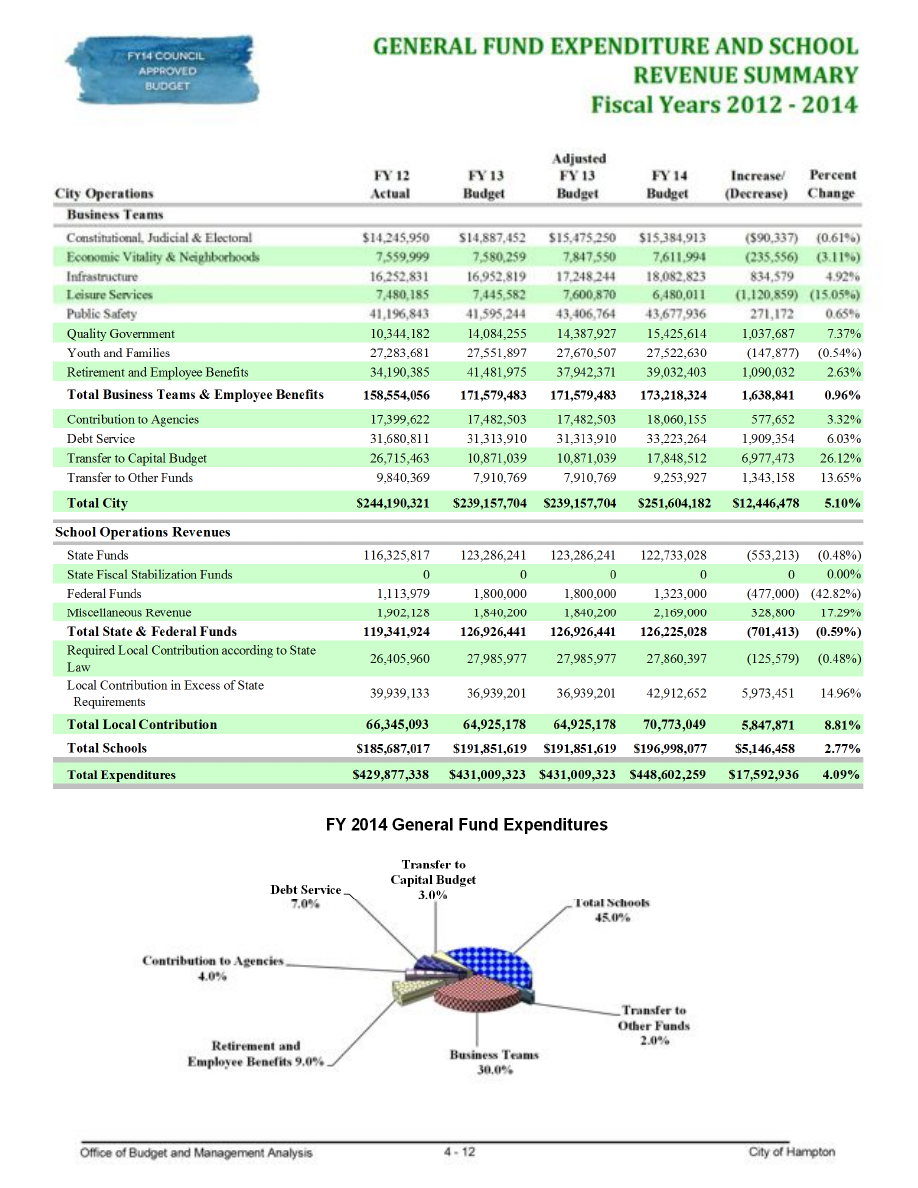 FY14 COUNCIL
APPROVED
BUDGET
GENERAL FUND EXPENDITURE AND SCHOOL
REVENUE SUMMARY
Fiscal Years 2012 - 2014
City Operations FY 12 Actual FY 13 Budget Adjusted FY 13 Budget FY 14 Budget Increase/ (Decrease) Percent Change
Business Teams
Constitutional, Judicial & Electoral $14,245,950 $14,887,452 $15,475,250 $15,384,913 ($90,337) (0.61%)
Economic Vitality & Neighborhoods 7,559,999 7,580,259 7,847,550 7,611,994 (235,556) (3.11%)
Infrastructure 16,252,831 16,952,819 17,248,244 18,082,823 834,579 4.92%
Leisure Services 7,480,185 7,445,582 7,600,870 6,480,011 (1,120,859) (15.05%)
Public Safety 41,196,843 41,595,244 43,406,764 43,677,936 271,172 0.65%
Quality Government 10,344,182 14,084,255 14,387,927 15,425,614 1,037,687 7.37%
Youth and Families 27,283,681 27,551,897 27,670,507 27,522,630 (147,877) (0.54%)
Retirement and Employee Benefits 34,190,385 41,481,975 37,942,371 39,032,403 1,090,032 2.63%
Total Business Teams & Employee Benefits 158,554,056 171,579,483 171,579,483 173,218,324 1,638,841 0.96%
Contribution to Agencies 17,399,622 17,482,503 17,482,503 18,060,155 577,652 3.32%
Debt Service 31,680,811 31,313,910 31,313,910 33,223,264 1,909,354 6.03%
Transfer to Capital Budget 26,715,463 10,871,039 10,871,039 17,848,512 6,977,473 26.12%
Transfer to Other Funds 9,840,369 7,910,769 7,910,769 9,253,927 1,343,158 13.65%
Total City $244,190,321 $239,157,704 $239,157,704 $251,604,182 $12,446,478 5.10%
School Operations Revenues
State Funds 116,325,817 123,286,241 123,286,241 122,733,028 (553,213) (0.48%)
State Fiscal Stabilization Funds 0 0 0 0 0 0.00%
Federal Funds 1,113,979 1,800,000 1,800,000 1,323,000 (477,000) (42.82%)
Miscellaneous Revenue 1,902,128 1,840,200 1,840,200 2,169,000 328,800 17.29%
Total State & Federal Funds 119,341,924 126,926,441 126,926,441 126,225,028 (701,413) (0.59%)
Required Local Contribution according to State
Law 26,405,960 27,985,977 27,985,977 27,860,397 (125,579) (0.48%)
Local Contribution in Excess of State
Requirements 39,939,133 36,939,201 36,939,201 42,912,652 5,973,451 14.96%
Total Local Contribution 66,345,093 64,925,178 64,925,178 70,773,049 5,847,871 8.81%
Total Schools $185,687,017 $191,851,619 $191,851,619 $196,998,077 $5,146,458 2.77%
Total Expenditures $429,877,338 $431,009,323 $431,009,323 $448,602,259 $17,592,936 4.09%
FY 2014 General Fund Expenditures
Transfer to
Capital Budget
3.0%
Debt Service
7.0%
Total Schools
45.0%
Contribution to Agencies
4.0%
Transfer to
Other Funds
2.0%
Retirement and
Employee Benefits 9.0%
Business Teams
30.0%
Office of Budget and Management Analysis 4 - 12 City of Hampton